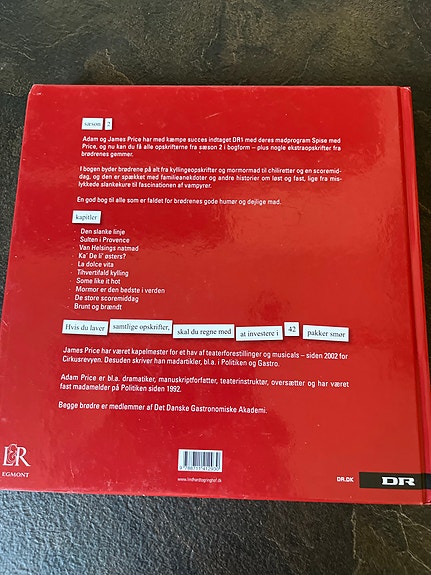 sæson 2
Adam og James Price har med kæmpe succes indtaget DR1 med deres madprogram Spise med
Price, og nu kan du få alle opskrifterne fra sæson 2 i bogform – plus nogle ekstraopskrifter fra
brødrenes gemmer.
I bogen byder brødrene på alt fra kyllingeopskrifter og mormormad til chiliretter og en scoremid-
dag, og den er spækket med familieanekdoter og andre historier om løst og fast, lige fra mis-
lykkede slankekure til fascinationen af vampyrer.
En god bog til alle som er faldet for brødrenes gode humør og dejlige mad.
kapitler
· Den slanke linje
· Sulten i Provence
· Van Helsings natmad
· Ka' De li' østers?
· La dolce vita
· Tihvertifald kylling
· Some like it hot
· Mormor er den bedste i verden
· De store scoremiddag
· Brunt og brændt
Hvis du laver samtlige opskrifter, skal du regne med at investere i 42 pakker smør
James Price har været kapelmester for et hav af teaterforestillinger og musicals – siden 2002 for
Cirkusrevyen. Desuden skriver han madartikler, bl.a. i Politiken og Gastro.
Adam Price er bl.a. dramatiker, manuskriptforfatter, teaterinstruktør, oversætter og har været
fast madanmelder på Politiken siden 1992.
Begge brødre er medlemmer af Det Danske Gastronomiske Akademi.
L&R
EGMONT
www.lindhardtogringhof.dk
DR.DK
DR